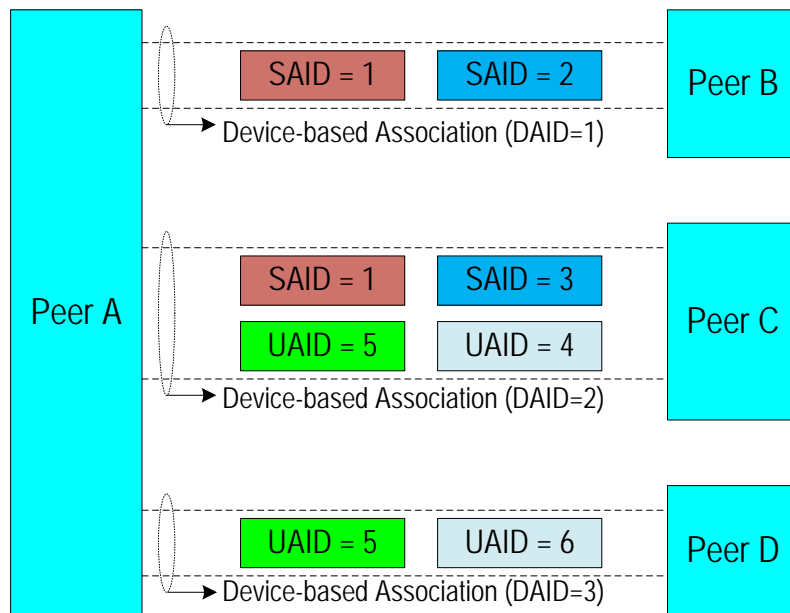 Peer A
SAID = 1
SAID = 2
Peer B
Device-based Association (DAID=1)
SAID = 1
SAID = 3
UAID = 5
UAID = 4
Peer C
Device-based Association (DAID=2)
UAID = 5
UAID = 6
Peer D
Device-based Association (DAID=3)